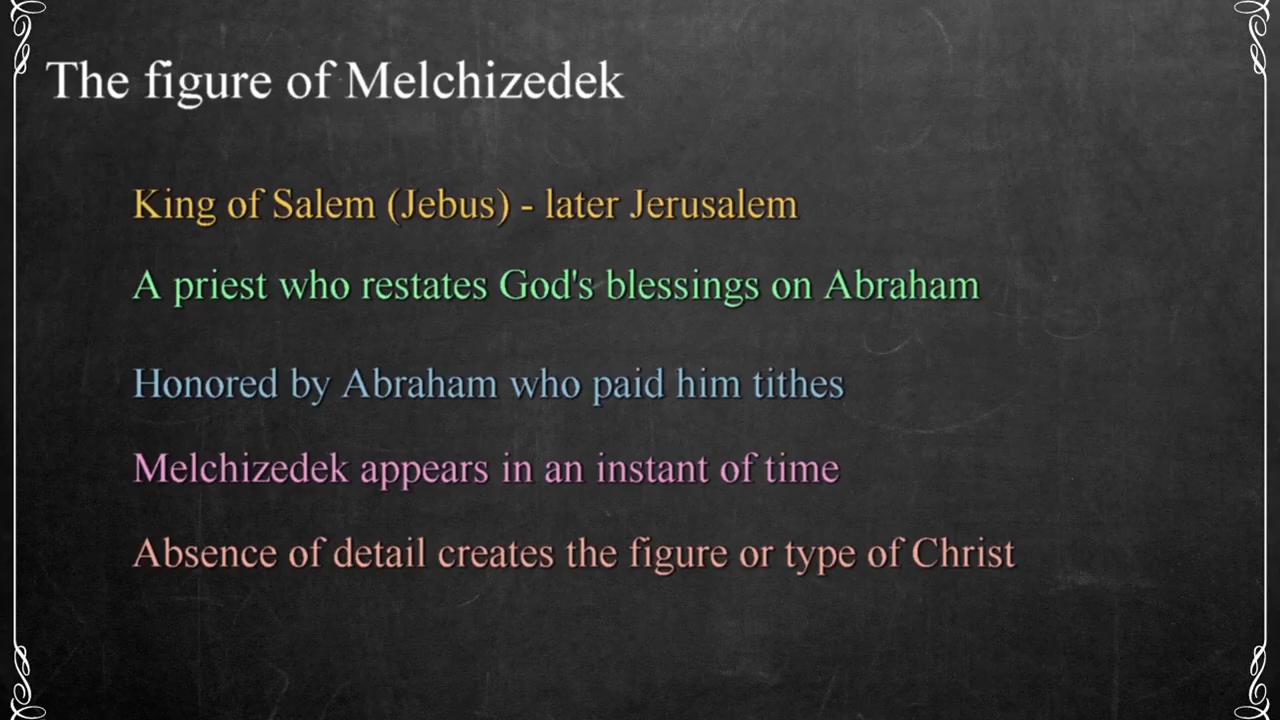 The figure of Melchizedek
King of Salem (Jebus) - later Jerusalem
A priest who restates God's blessings on Abraham
Honored by Abraham who paid him tithes
Melchizedek appears in an instant of time
Absence of detail creates the figure or type of Christ